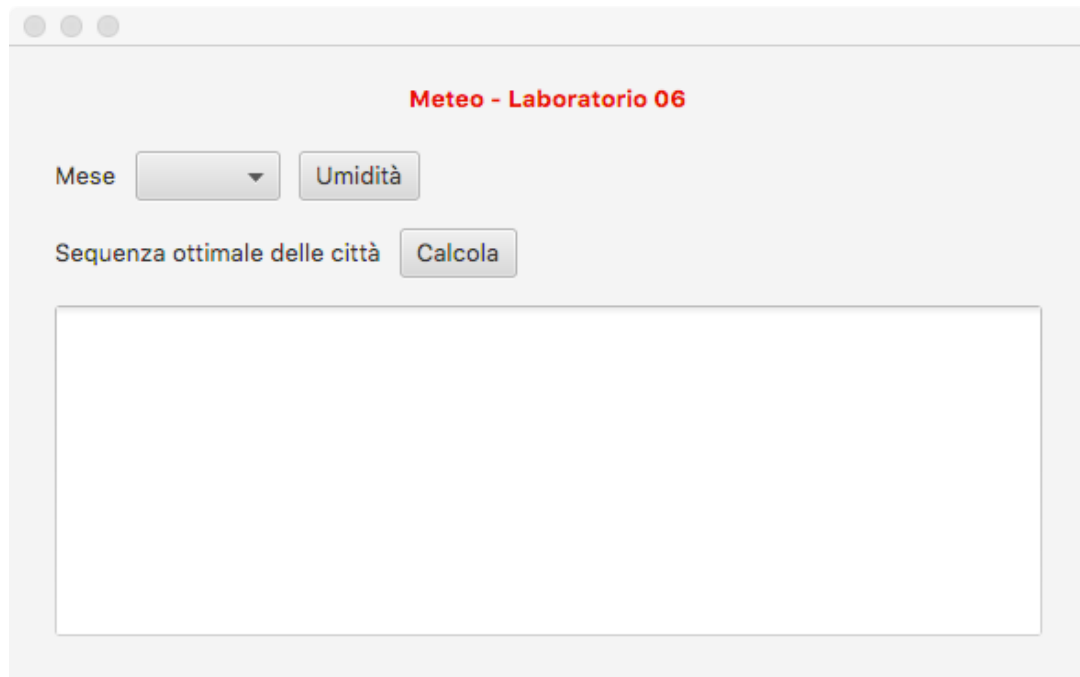 Meteo - Laboratorio 06
Mese Umidità
Sequenza ottimale delle città Calcola